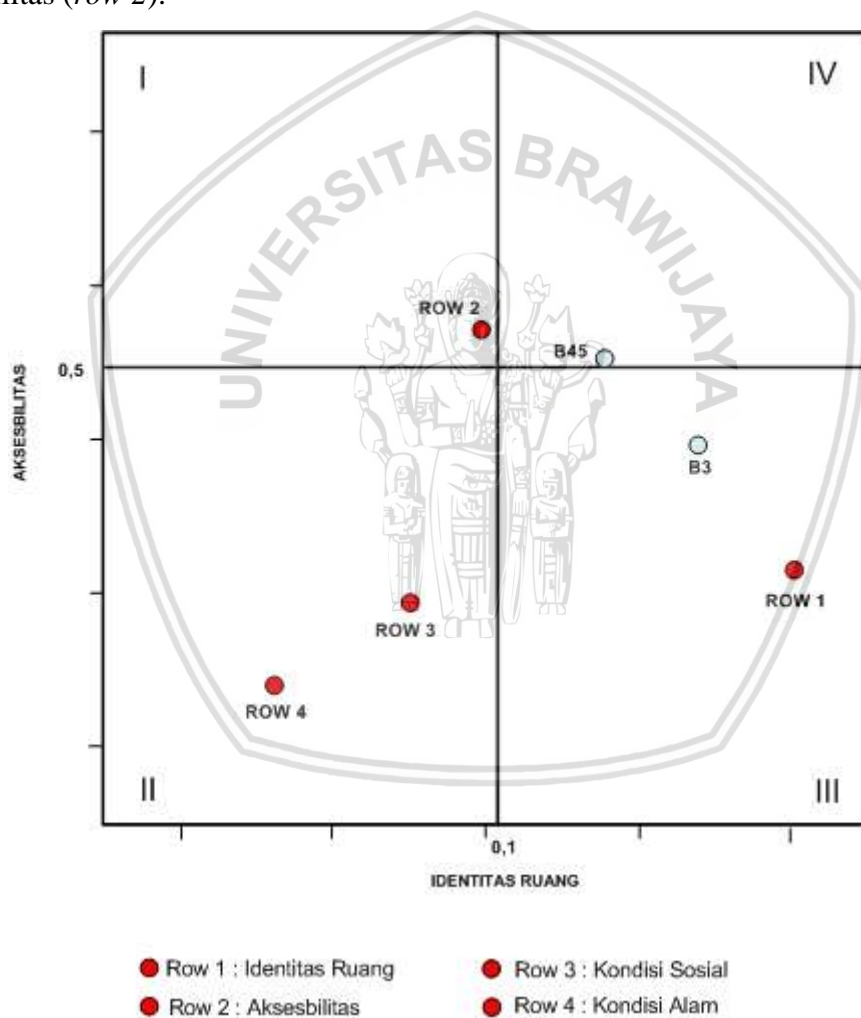 litas (row 2).
I
IV
UNIVERSITAS BRAWIJAYA
ROW 2
B45
0,5
AKSESBILITAS
B3
ROW 1
ROW 3
ROW 4
II
III
0,1
IDENTITAS RUANG
Row 1 : Identitas Ruang
Row 3 : Kondisi Sosial
Row 2 : Aksesbilitas
Row 4 : Kondisi Alam